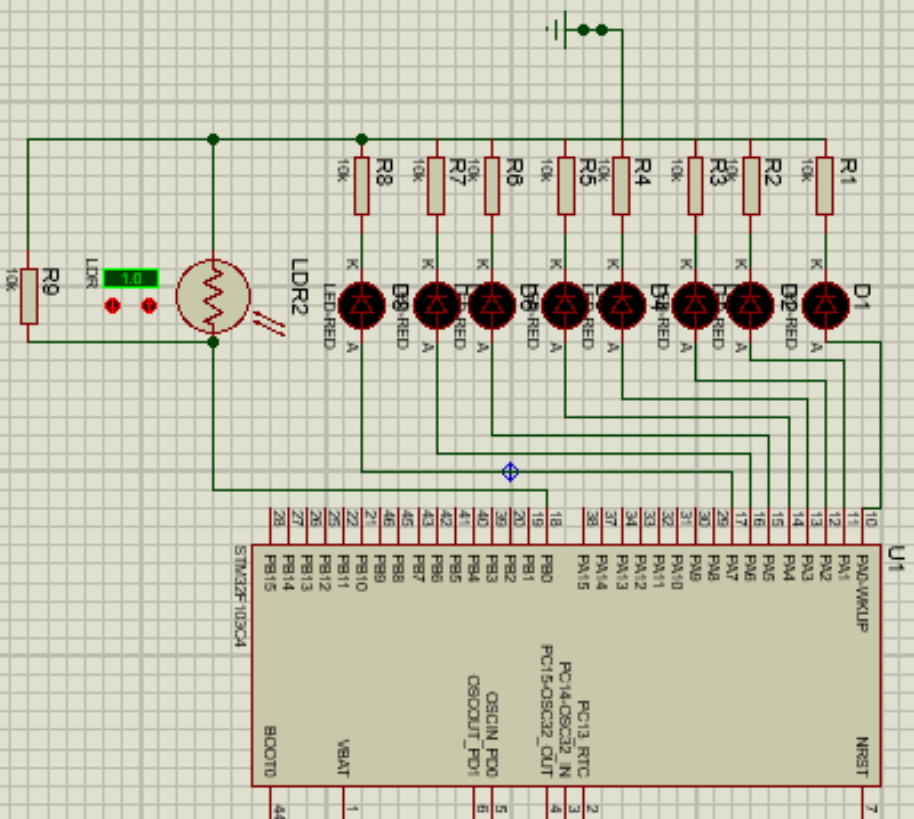 R1
10k
R2
10k
R3
10k
R4
10k
R5
10k
R6
10k
R7
10k
R8
10k
R9
10k
LDR
1.0
LDR2
K
K
K
K
K
K
K
K
D1
D2
LED-RED
A
A
A
A
A
A
A
A
28
27
26
25
22
21
46
45
43
42
41
40
39
20
19
18
38
37
34
33
32
31
30
29
17
16
15
14
13
12
11
10
U1
STM32F103C4
PB15
PB14
PB13
PB12
PB11
PB10
PB9
PB8
PB7
PB6
PB5
PB4
PB3
PB2
PB1
PB0
PA15
PA14
PA13
PA12
PA11
PA10
PA9
PA8
PA7
PA6
PA5
PA4
PA3
PA2
PA1
PA0-WKUP
BOOT0
VBAT
OSCOUT_PD1
OSCIN_PD0
PC15-OSC32_OUT
PC14-OSC32_IN
PC13_RTC
NRST
44
1
6
5
4
3
2
7